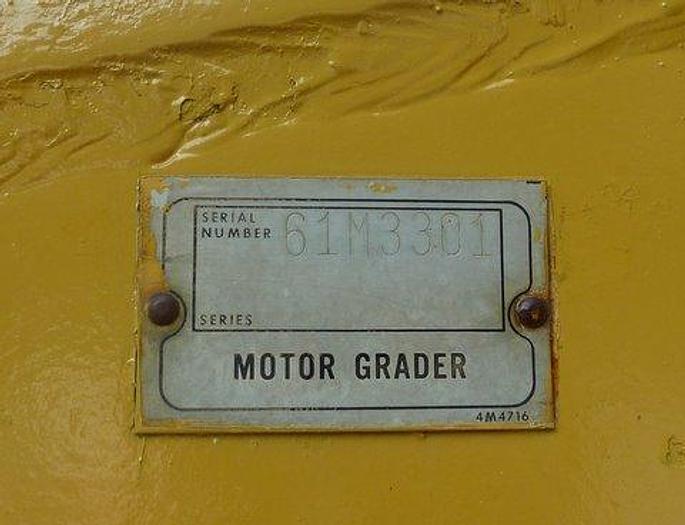 SERIAL
NUMBER 61M3301
SERIES
MOTOR GRADER
4M4716